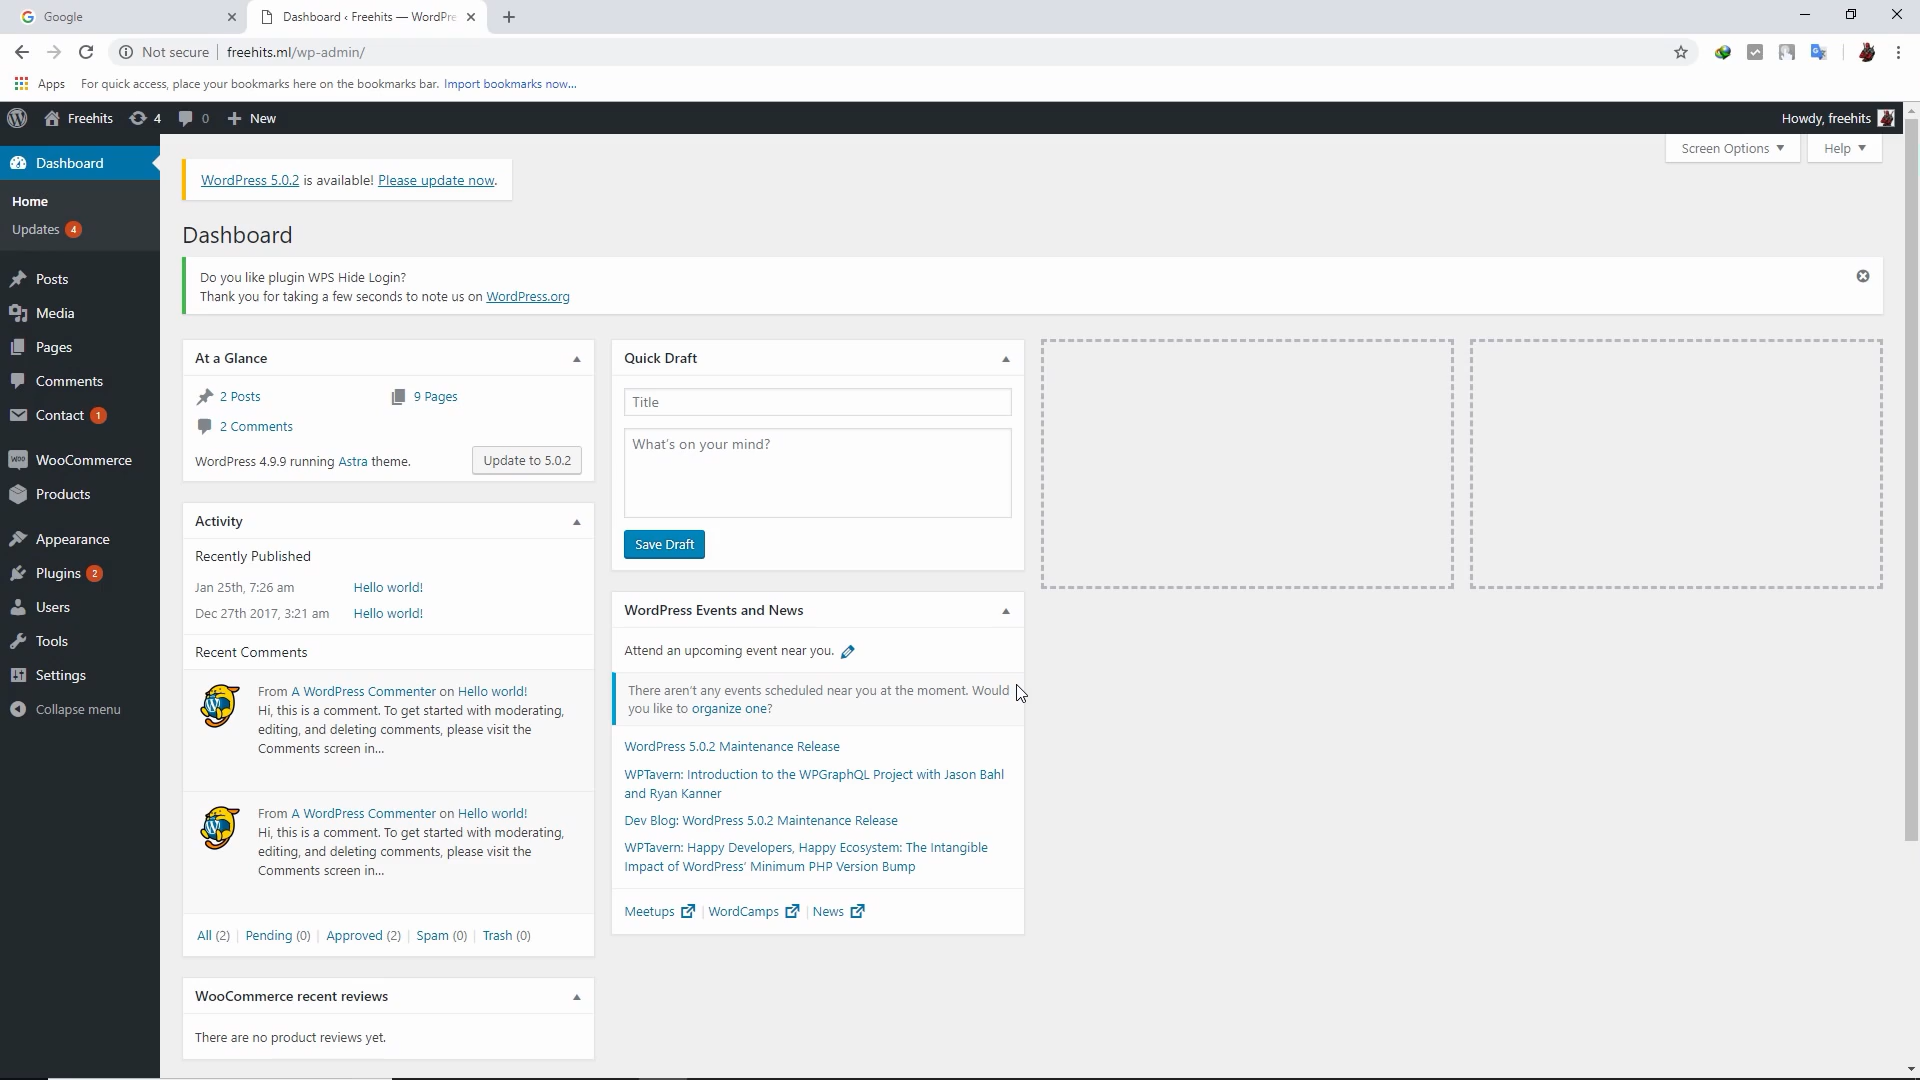 Google
Dashboard ‹ Freehits — WordPre
Not secure
freehits.ml/wp-admin/
Apps
For quick access, place your bookmarks here on the bookmarks bar. Import bookmarks now...
Freehits
4
0
New
Howdy, freehits
Dashboard
Home
Updates 4
Posts
Media
Pages
Comments
Contact 1
WooCommerce
Products
Appearance
Plugins 2
Users
Tools
Settings
Collapse menu
Screen Options
Help
WordPress 5.0.2 is available! Please update now.
Dashboard
Do you like plugin WPS Hide Login?
Thank you for taking a few seconds to note us on WordPress.org
At a Glance
2 Posts
9 Pages
2 Comments
WordPress 4.9.9 running Astra theme.
Update to 5.0.2
Activity
Recently Published
Jan 25th, 7:26 am Hello world!
Dec 27th 2017, 3:21 am Hello world!
Recent Comments
From A WordPress Commenter on Hello world!
Hi, this is a comment. To get started with moderating,
editing, and deleting comments, please visit the
Comments screen in...
From A WordPress Commenter on Hello world!
Hi, this is a comment. To get started with moderating,
editing, and deleting comments, please visit the
Comments screen in...
All (2) | Pending (0) | Approved (2) | Spam (0) | Trash (0)
WooCommerce recent reviews
There are no product reviews yet.
Quick Draft
Title
What's on your mind?
Save Draft
WordPress Events and News
Attend an upcoming event near you.
There aren't any events scheduled near you at the moment. Would
you like to organize one?
WordPress 5.0.2 Maintenance Release
WPTavern: Introduction to the WPGraphQL Project with Jason Bahl
and Ryan Kanner
Dev Blog: WordPress 5.0.2 Maintenance Release
WPTavern: Happy Developers, Happy Ecosystem: The Intangible
Impact of WordPress' Minimum PHP Version Bump
Meetups | WordCamps | News